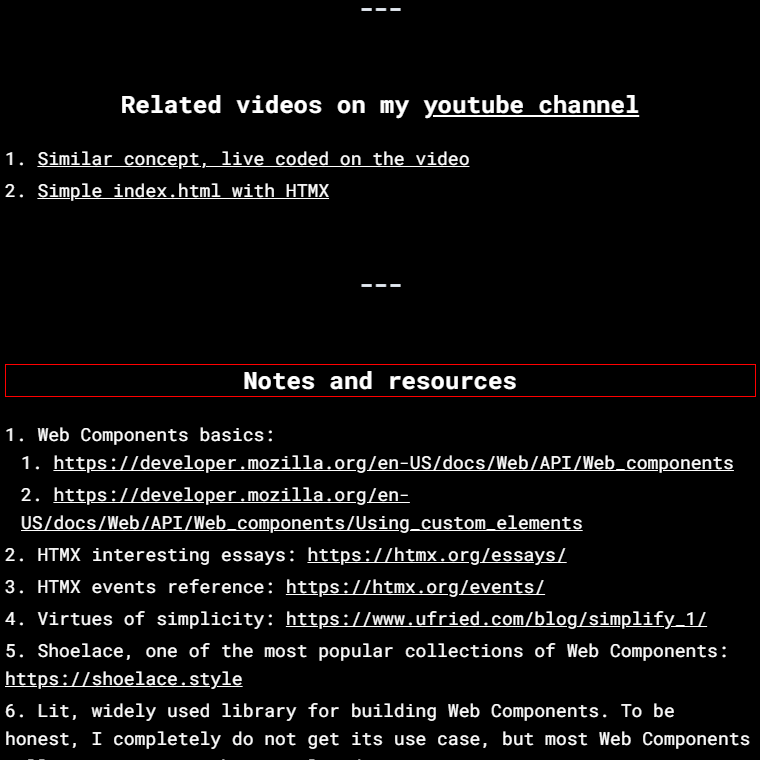 ---
Related videos on my youtube channel
1. Similar concept, live coded on the video
2. Simple index.html with HTMX
---
Notes and resources
1. Web Components basics:
1. https://developer.mozilla.org/en-US/docs/Web/API/Web_components
2. https://developer.mozilla.org/en-
US/docs/Web/API/Web_components/Using_custom_elements
2. HTMX interesting essays: https://htmx.org/essays/
3. HTMX events reference: https://htmx.org/events/
4. Virtues of simplicity: https://www.ufried.com/blog/simplify_1/
5. Shoelace, one of the most popular collections of Web Components:
https://shoelace.style
6. Lit, widely used library for building Web Components. To be
honest, I completely do not get its use case, but most Web Components